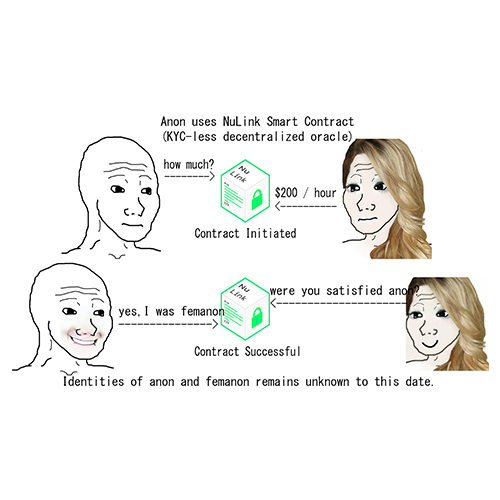 Anon uses NuLink Smart Contract
(KYC-less decentralized oracle)
how much?
Nu
Link
$200 / hour
Contract Initiated
were you satisfied anon?
Nu
Link
yes, I was femanon
Contract Successful
Identities of anon and femanon remains unknown to this date.